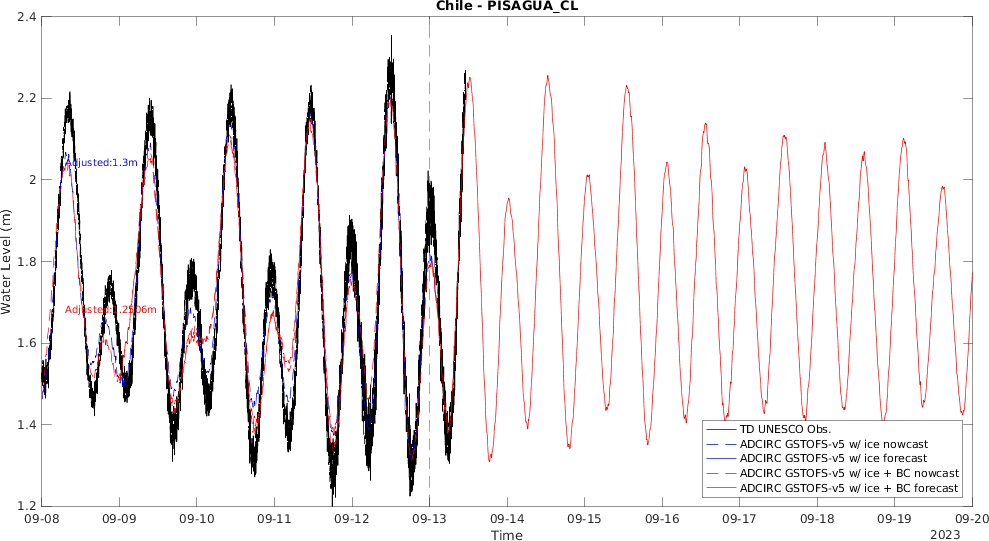 Chile - PISAGUA_CL
2.4
2.2
2
1.8
1.6
1.4
1.2
Water Level (m)
Adjusted:1.3m
Adjusted:1.2506m
TD UNESCO Obs.
ADCIRC GSTOFS-v5 w/ ice nowcast
ADCIRC GSTOFS-v5 w/ ice forecast
ADCIRC GSTOFS-v5 w/ ice + BC nowcast
ADCIRC GSTOFS-v5 w/ ice + BC forecast
09-08 09-09 09-10 09-11 09-12 09-13 09-14 09-15 09-16 09-17 09-18 09-19 09-20
Time
2023